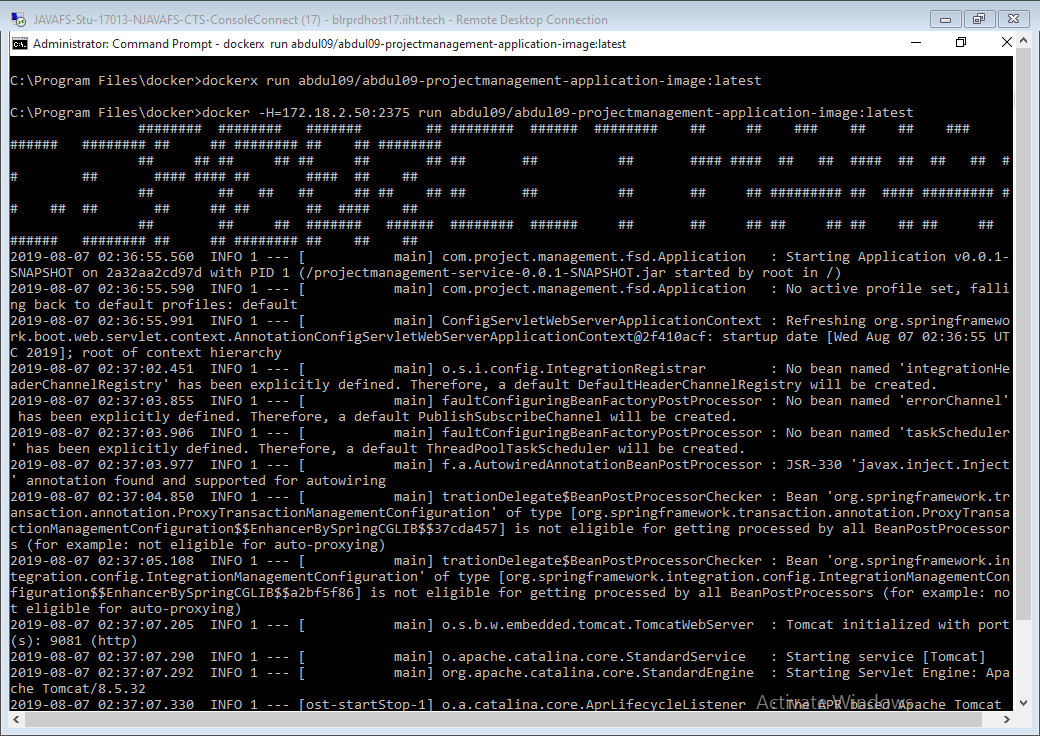 JAVAFS-Stu-17013-NJAVAFS-CTS-ConsoleConnect (17) - blrprdhost17.iiht.tech - Remote Desktop Connection
Administrator: Command Prompt - dockerx run abdul09/abdul09-projectmanagement-application-image:latest
C:\Program Files\docker>dockerx run abdul09/abdul09-projectmanagement-application-image:latest
C:\Program Files\docker>docker -H=172.18.2.50:2375 run abdul09/abdul09-projectmanagement-application-image:latest
2019-08-07 02:36:55.560  INFO 1 --- [           main] com.project.management.fsd.Application   : Starting Application v0.0.1-
SNAPSHOT on 2a32aa2cd97d with PID 1 (/projectmanagement-service-0.0.1-SNAPSHOT.jar started by root in /)
2019-08-07 02:36:55.590  INFO 1 --- [           main] com.project.management.fsd.Application   : No active profile set, falli
ng back to default profiles: default
2019-08-07 02:36:55.991  INFO 1 --- [           main] ConfigServletWebServerApplicationContext : Refreshing org.springframewo
rk.boot.web.servlet.context.AnnotationConfigServletWebServerApplicationContext@2f410acf: startup date [Wed Aug 07 02:36:55 UT
C 2019]; root of context hierarchy
2019-08-07 02:37:02.451  INFO 1 --- [           main] o.s.i.config.IntegrationRegistrar        : No bean named 'integrationHe
aderChannelRegistry' has been explicitly defined. Therefore, a default DefaultHeaderChannelRegistry will be created.
2019-08-07 02:37:03.855  INFO 1 --- [           main] faultConfiguringBeanFactoryPostProcessor : No bean named 'errorChannel'
 has been explicitly defined. Therefore, a default PublishSubscribeChannel will be created.
2019-08-07 02:37:03.906  INFO 1 --- [           main] faultConfiguringBeanFactoryPostProcessor : No bean named 'taskScheduler
' has been explicitly defined. Therefore, a default ThreadPoolTaskScheduler will be created.
2019-08-07 02:37:03.977  INFO 1 --- [           main] f.a.AutowiredAnnotationBeanPostProcessor : JSR-330 'javax.inject.Inject
' annotation found and supported for autowiring
2019-08-07 02:37:04.850  INFO 1 --- [           main] trationDelegate$BeanPostProcessorChecker : Bean 'org.springframework.tr
ansaction.annotation.ProxyTransactionManagementConfiguration' of type [org.springframework.transaction.annotation.ProxyTransa
ctionManagementConfiguration$$EnhancerBySpringCGLIB$$37cda457] is not eligible for getting processed by all BeanPostProcessor
s (for example: not eligible for auto-proxying)
2019-08-07 02:37:05.108  INFO 1 --- [           main] trationDelegate$BeanPostProcessorChecker : Bean 'org.springframework.in
tegration.config.IntegrationManagementConfiguration' of type [org.springframework.integration.config.IntegrationManagementCon
figuration$$EnhancerBySpringCGLIB$$a2bf5f86] is not eligible for getting processed by all BeanPostProcessors (for example: no
t eligible for auto-proxying)
2019-08-07 02:37:07.205  INFO 1 --- [           main] o.s.b.w.embedded.tomcat.TomcatWebServer  : Tomcat initialized with port
(s): 9081 (http)
2019-08-07 02:37:07.290  INFO 1 --- [           main] o.apache.catalina.core.StandardService   : Starting service [Tomcat]
2019-08-07 02:37:07.292  INFO 1 --- [           main] org.apache.catalina.core.StandardEngine  : Starting Servlet Engine: Apa
che Tomcat/8.5.32
2019-08-07 02:37:07.330  INFO 1 --- [ost-startStop-1] o.a.catalina.core.AprLifecycleListener   : The APR based Apache Tomcat
Activate Windows